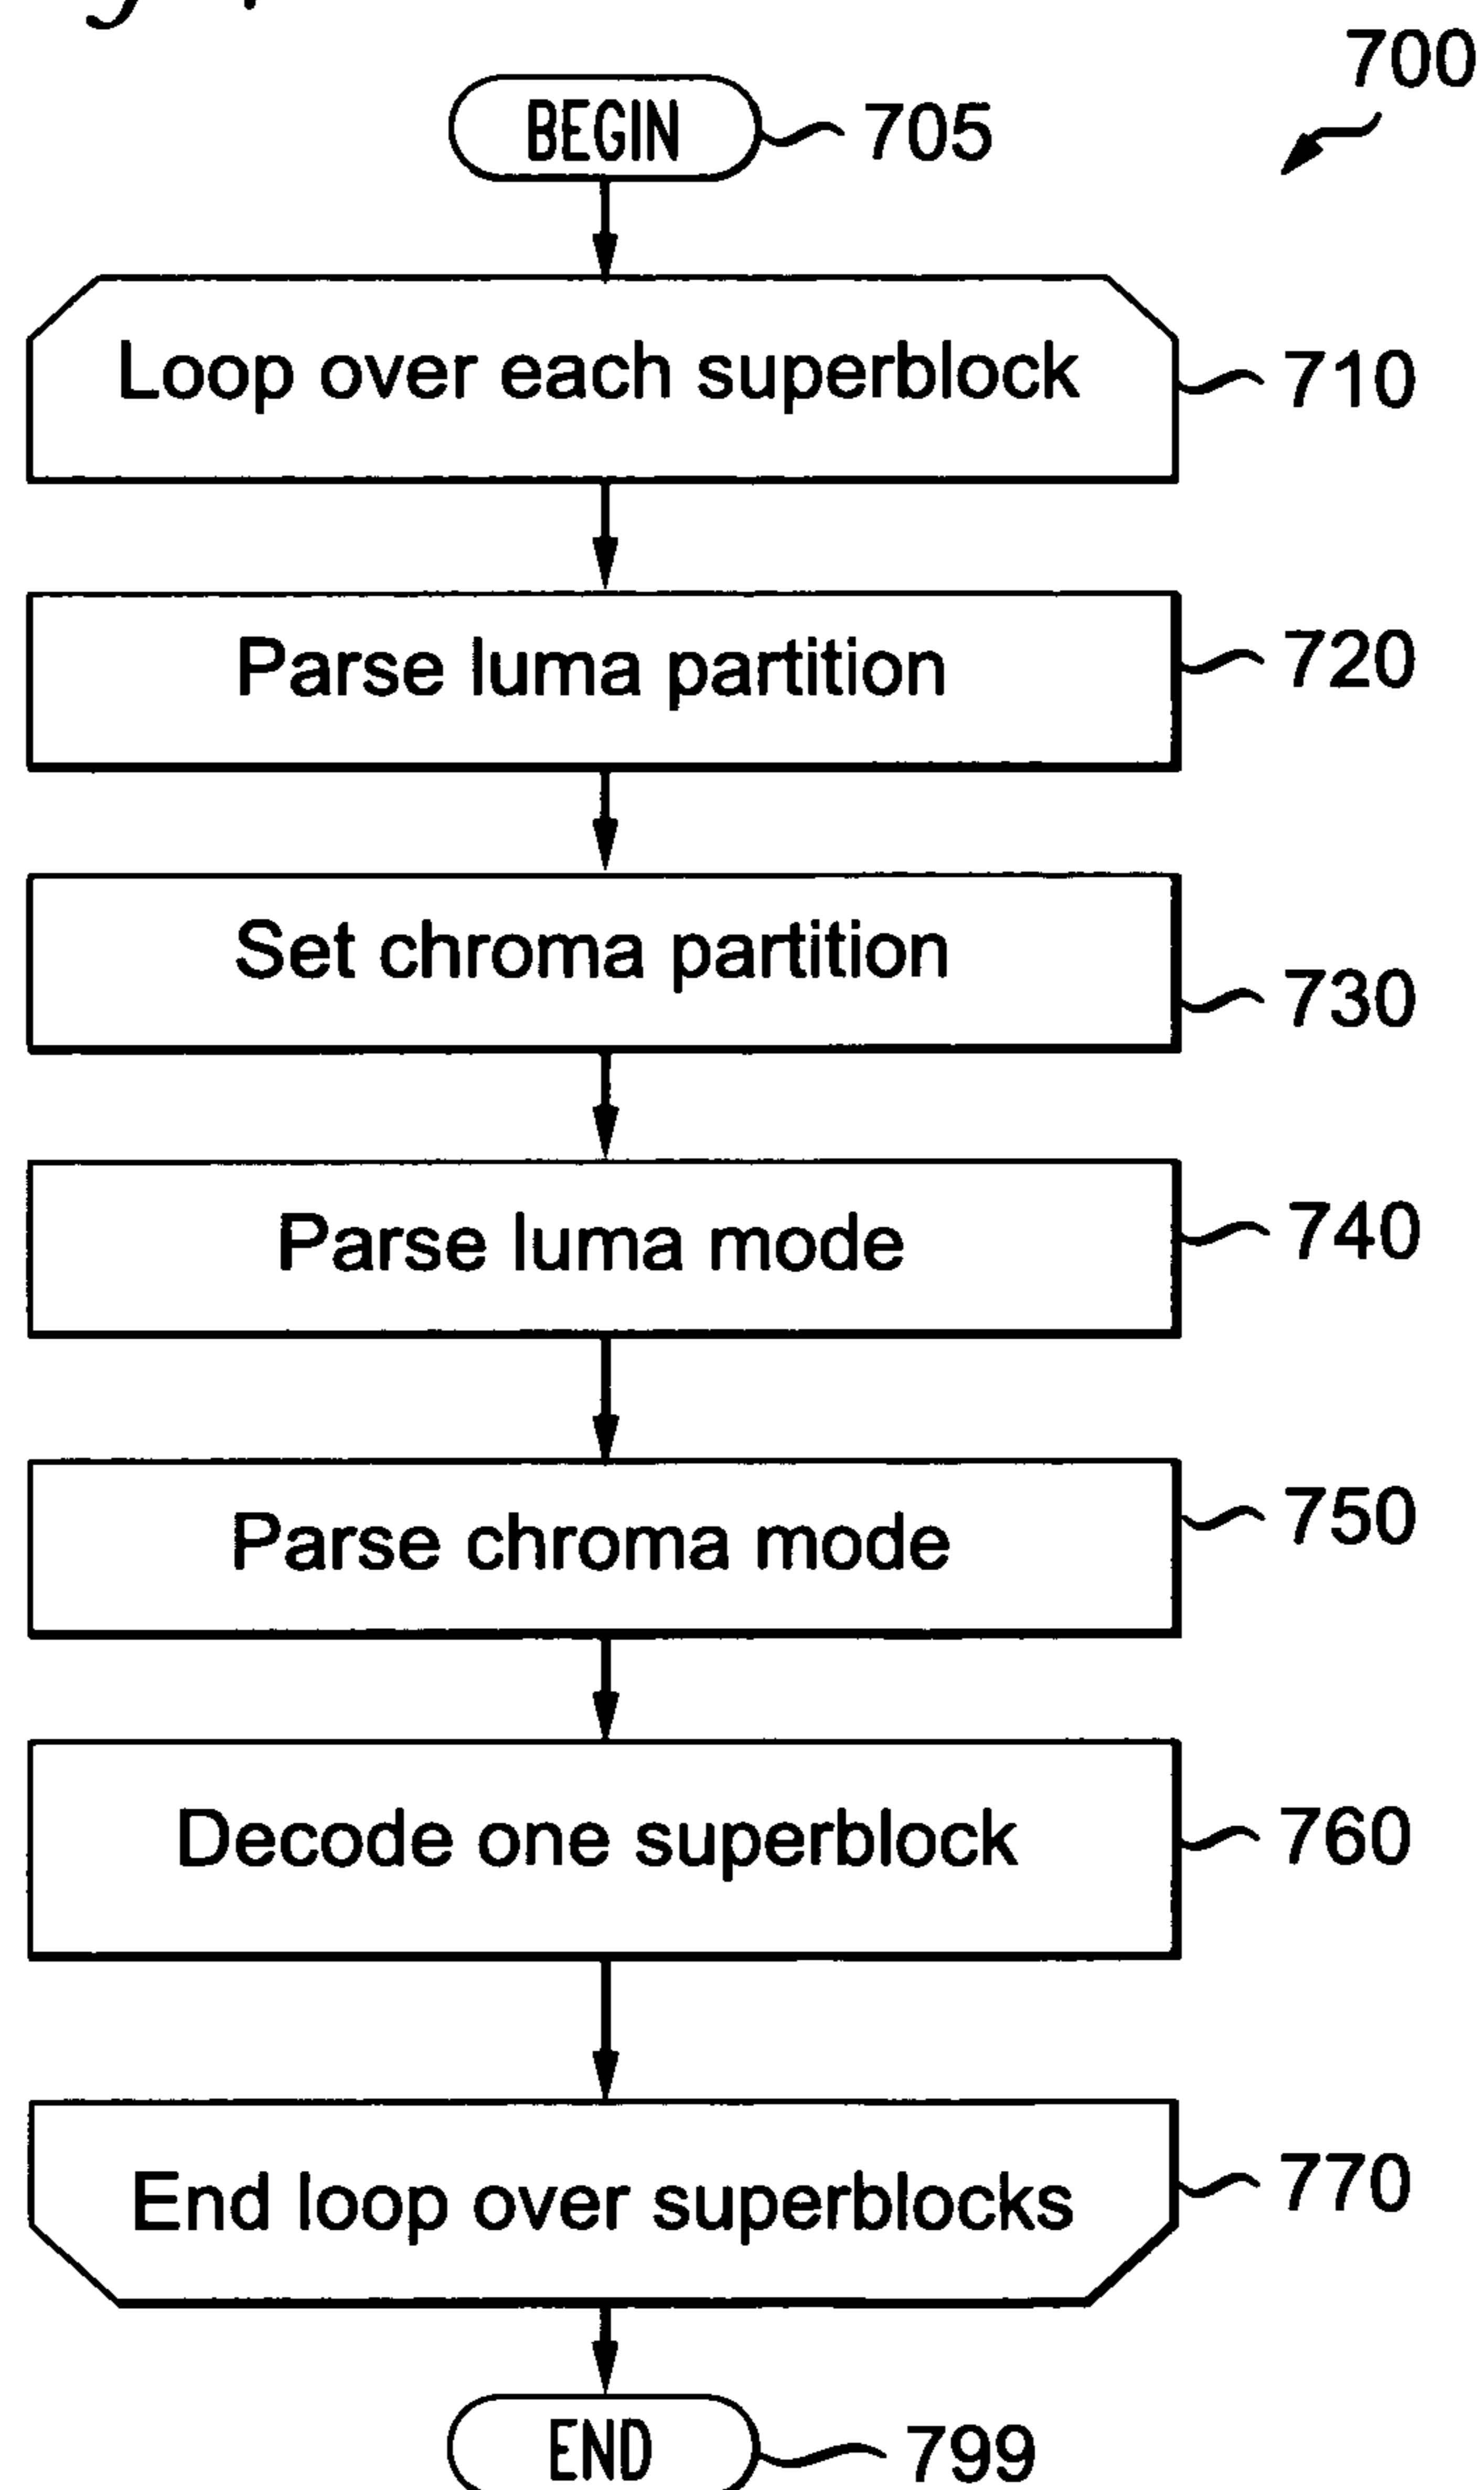 700
BEGIN 705
Loop over each superblock 710
Parse luma partition 720
Set chroma partition 730
Parse luma mode 740
Parse chroma mode 750
Decode one superblock 760
End loop over superblocks 770
END 799